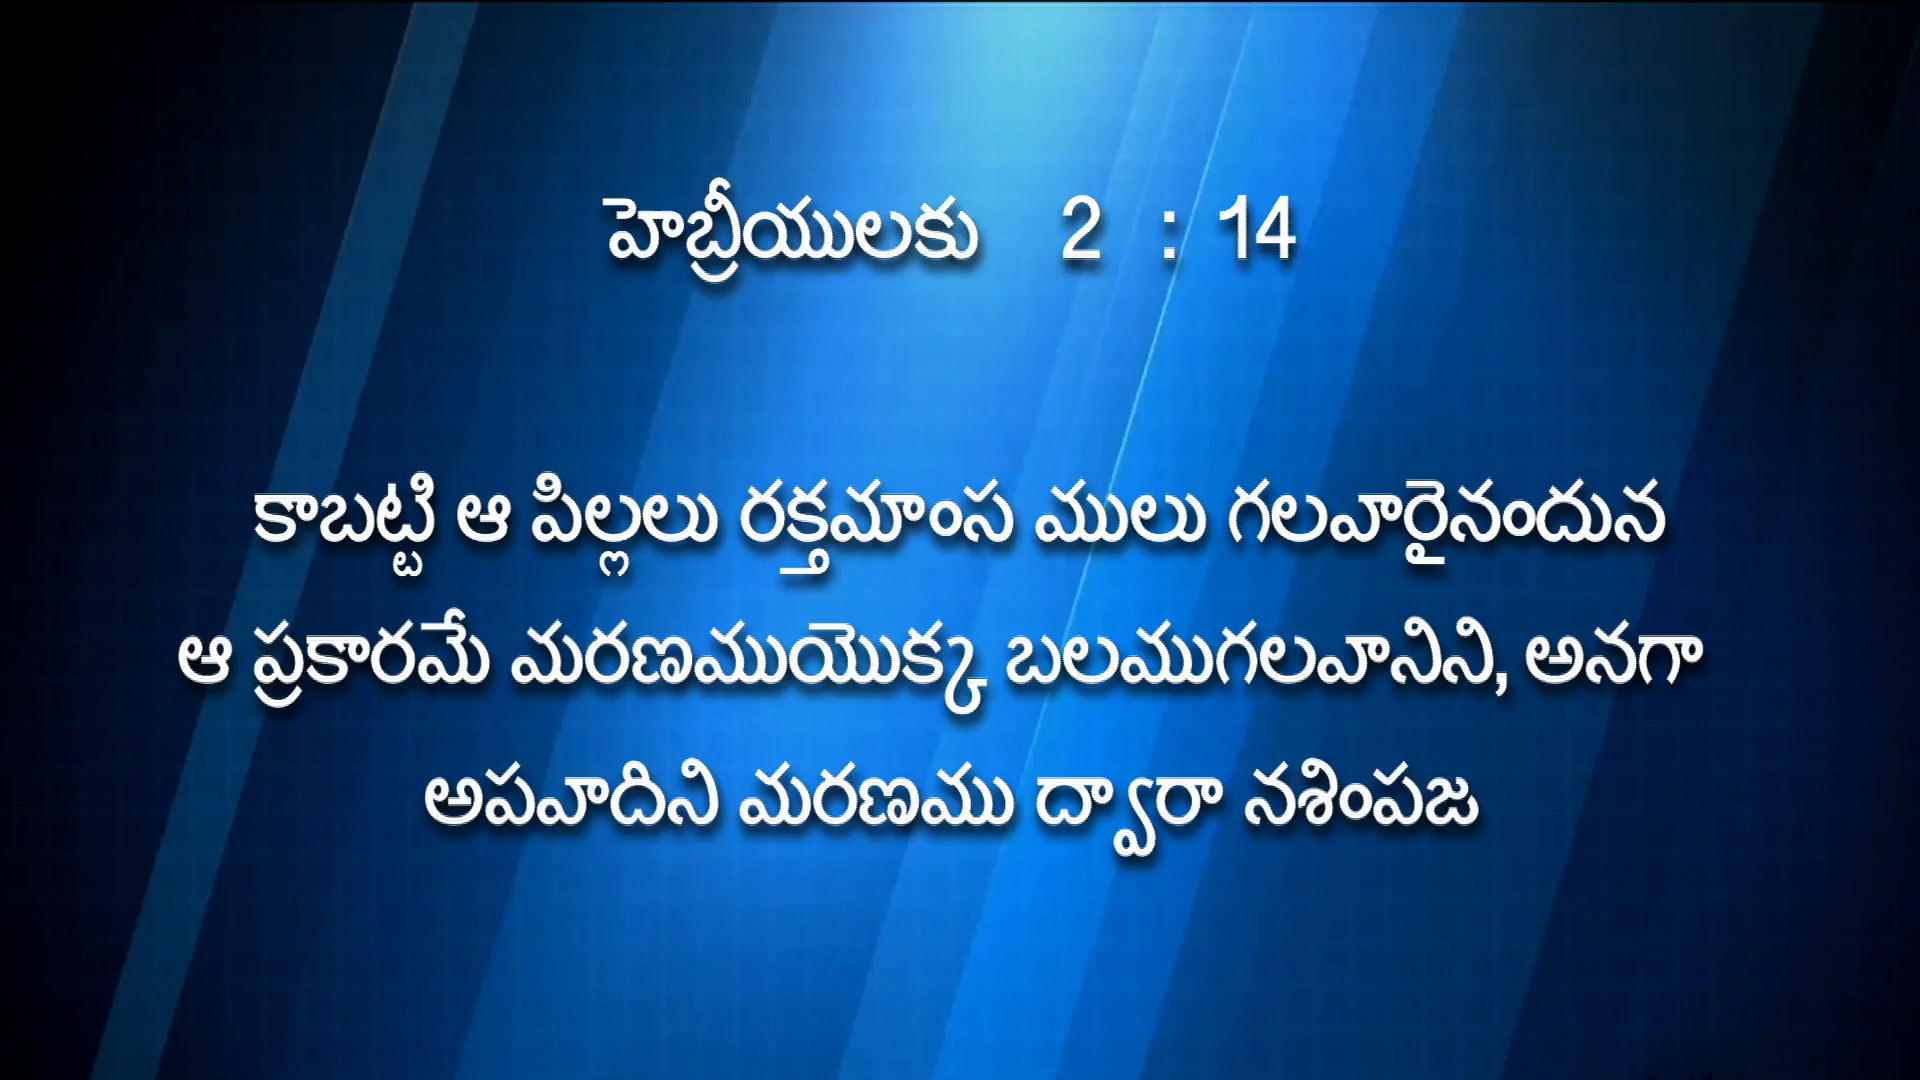 హెబ్రీయులకు 2 : 14
కాబట్టి ఆ పిల్లలు రక్తమాంస ములు గలవారైనందున
ఆ ప్రకారమే మరణముయొక్క బలముగలవానిని, అనగా
అపవాదిని మరణము ద్వారా నశింపజ